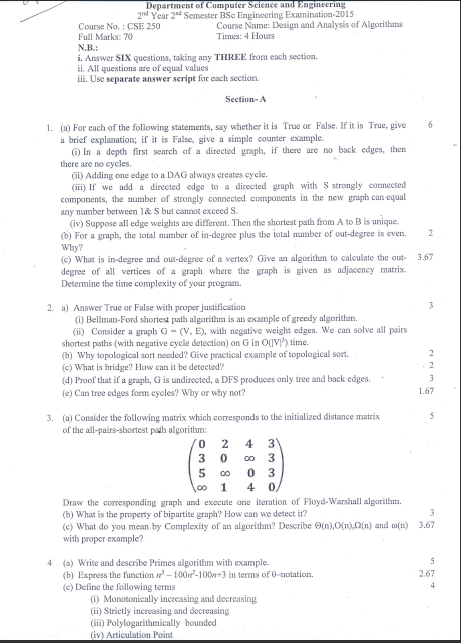 Department of Computer Science and Engineering
2nd Year 2nd Semester BSc Engineering Examination-2015
Course No. : CSE 250 Course Name: Design and Analysis of Algorithms
Full Marks: 70 Times: 4 Hours
N.B.:
i. Answer SIX questions, taking any THREE from each section.
ii. All questions are of equal values
iii. Use separate answer script for each section.
Section- A
1. (a) For each of the following statements, say whether it is True or False. If it is True, give 6
a brief explanation; if it is False, give a simple counter example.
(i) In a depth first search of a directed graph, if there are no back edges, then
there are no cycles.
(ii) Adding one edge to a DAG always creates cycle.
(iii) If we add a directed edge to a directed graph with S strongly connected
components, the number of strongly connected components in the new graph can equal
any number between 1& S but cannot exceed S.
(iv) Suppose all edge weights are different. Then the shortest path from A to B is unique.
(b) For a graph, the total number of in-degree plus the total number of out-degree is even. 2
Why?
(c) What is in-degree and out-degree of a vertex? Give an algorithm to calculate the out- 3.67
degree of all vertices of a graph where the graph is given as adjacency matrix.
Determine the time complexity of your program.
2. a) Answer True or False with proper justification 3
(i) Bellman-Ford shortest path algorithm is an example of greedy algorithm.
(ii) Consider a graph G = (V, E), with negative weight edges. We can solve all pairs
shortest paths (with negative cycle detection) on G in O(|V|³) time.
(b) Why topological sort needed? Give practical example of topological sort. 2
(c) What is bridge? How can it be detected? 2
(d) Proof that if a graph, G is undirected, a DFS produces only tree and back edges. 3
(e) Can tree edges form cycles? Why or why not? 1.67
3. (a) Consider the following matrix which corresponds to the initialized distance matrix 5
of the all-pairs-shortest path algorithm:
0 2 4 3
3 0 ∞ 3
5 ∞ 0 3
∞ 1 4 0
Draw the corresponding graph and execute one iteration of Floyd-Warshall algorithm.
(b) What is the property of bipartite graph? How can we detect it? 3
(c) What do you mean by Complexity of an algorithm? Describe Θ(n),O(n),Ω(n) and ω(n) 3.67
with proper example?
4 (a) Write and describe Primes algorithm with example. 5
(b) Express the function n³ – 100n²-100n+3 in terms of θ-notation. 2.67
(c) Define the following terms 4
(i) Monotonically increasing and decreasing
(ii) Strictly increasing and decreasing
(iii) Polylogarithmically bounded
(iv) Articulation Point